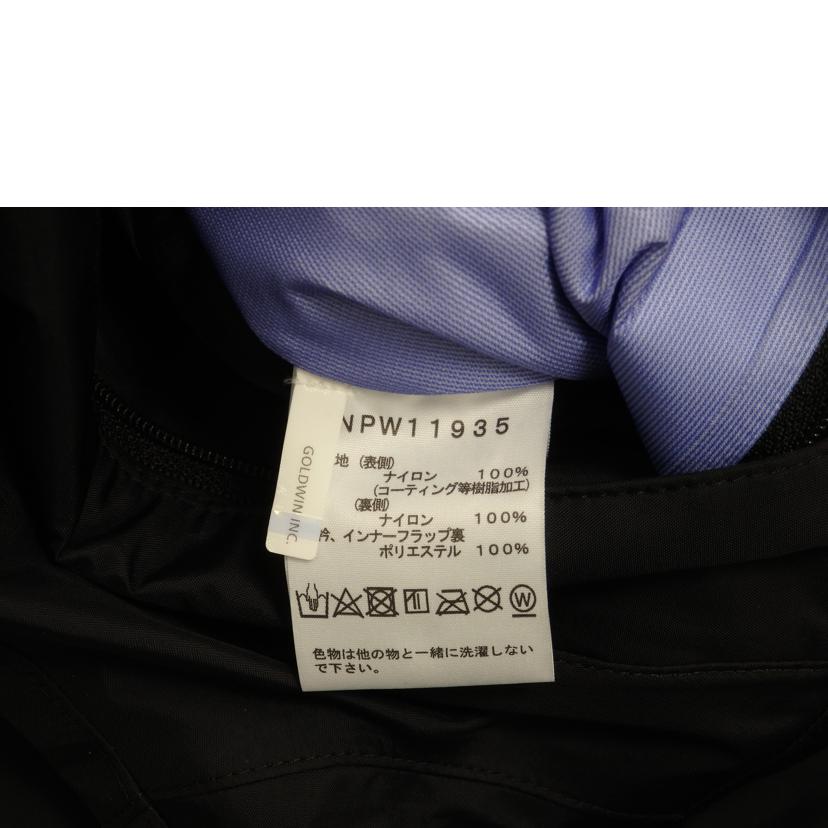 NPW11935
地（表側）
ナイロン 100%
（コーティング等樹脂加工）
（裏側）
ナイロン 100%
衿、インナーフラップ裏
ポリエステル 100%
W
色物は他の物と一緒に洗濯しない
で下さい。
GOLDWIN INC.